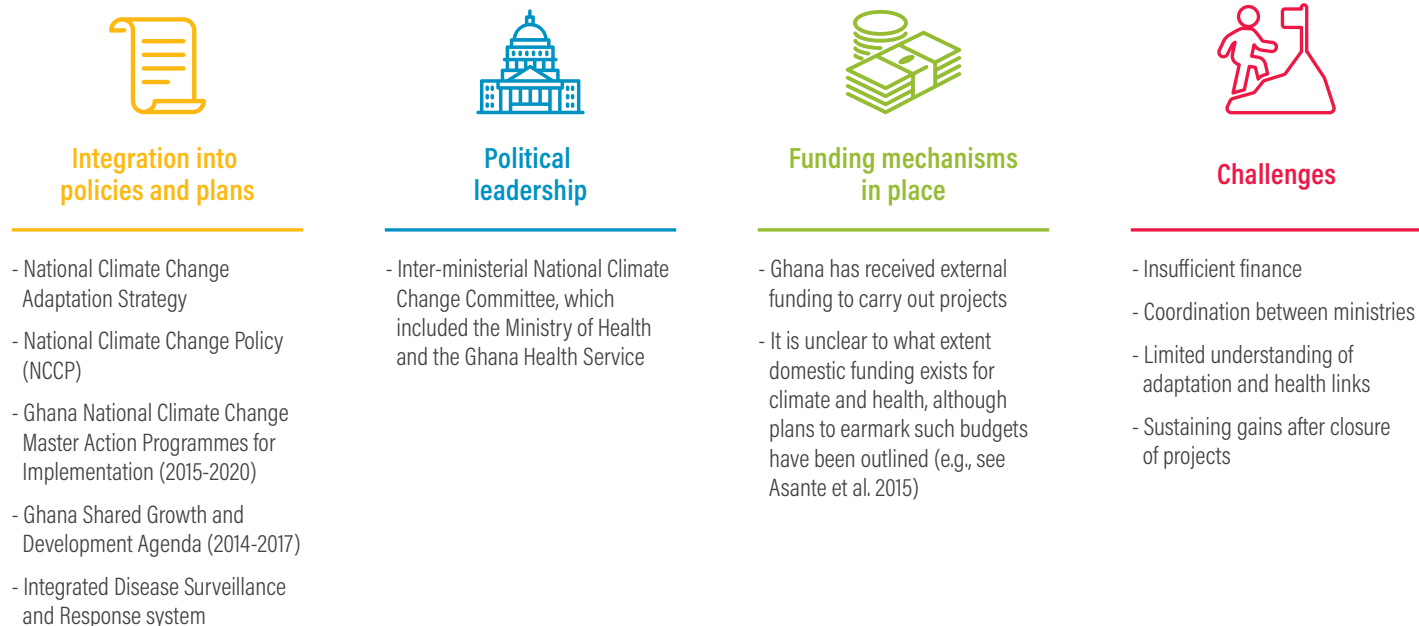 Integration into
policies and plans
- National Climate Change
Adaptation Strategy
- National Climate Change Policy
(NCCP)
- Ghana National Climate Change
Master Action Programmes for
Implementation (2015-2020)
- Ghana Shared Growth and
Development Agenda (2014-2017)
- Integrated Disease Surveillance
and Response system
Political
leadership
- Inter-ministerial National Climate
Change Committee, which
included the Ministry of Health
and the Ghana Health Service
Funding mechanisms
in place
- Ghana has received external
funding to carry out projects
- It is unclear to what extent
domestic funding exists for
climate and health, although
plans to earmark such budgets
have been outlined (e.g., see
Asante et al. 2015)
Challenges
- Insufficient finance
- Coordination between ministries
- Limited understanding of
adaptation and health links
- Sustaining gains after closure
of projects